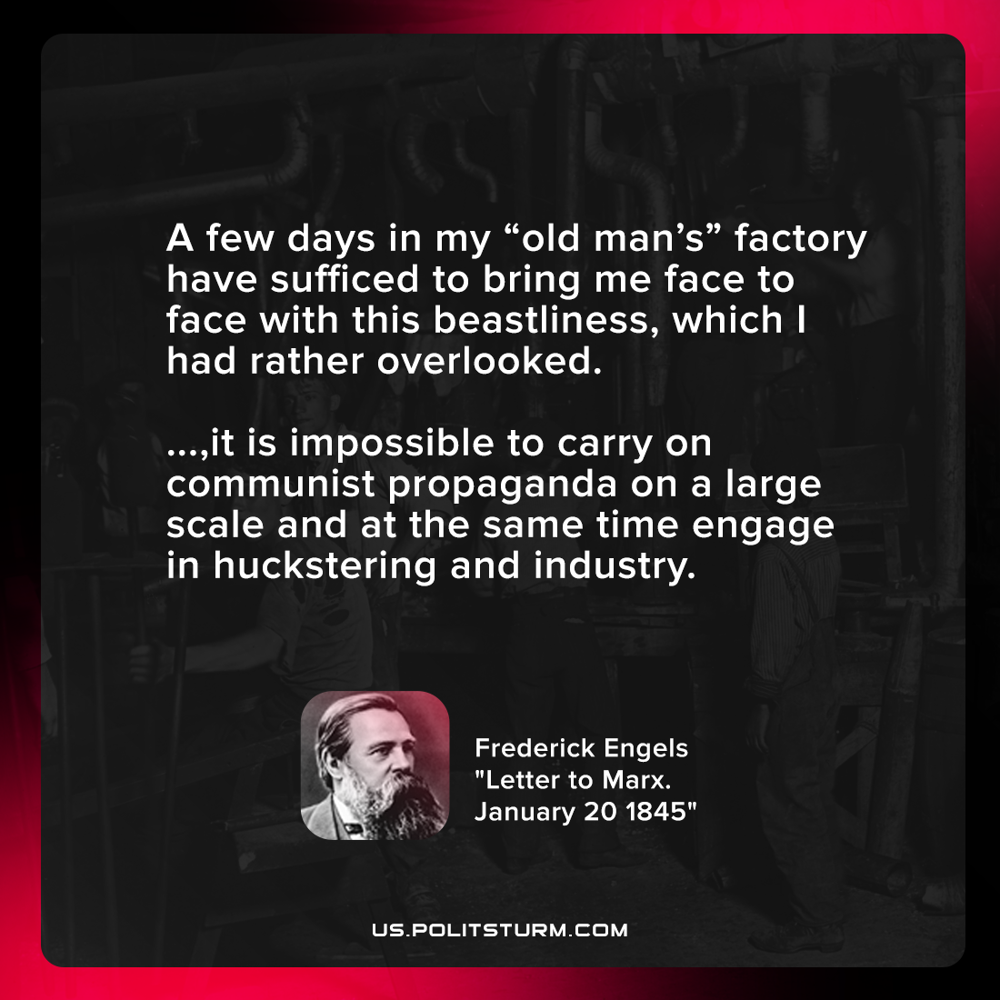 A few days in my “old man’s” factory
have sufficed to bring me face to
face with this beastliness, which I
had rather overlooked.
...,it is impossible to carry on
communist propaganda on a large
scale and at the same time engage
in huckstering and industry.
Frederick Engels
"Letter to Marx.
January 20 1845"
US.POLITSTURM.COM